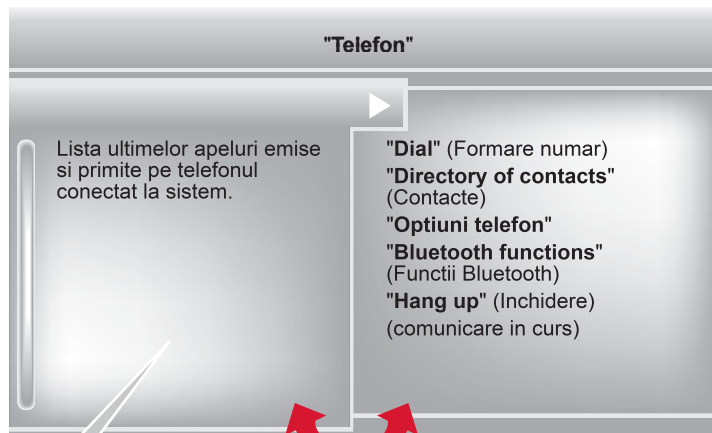 "Telefon"
Lista ultimelor apeluri emise
si primite pe telefonul
conectat la sistem.
"Dial" (Formare numar)
"Directory of contacts"
(Contacte)
"Optiuni telefon"
"Bluetooth functions"
(Functii Bluetooth)
"Hang up" (Inchidere)
(comunicare in curs)